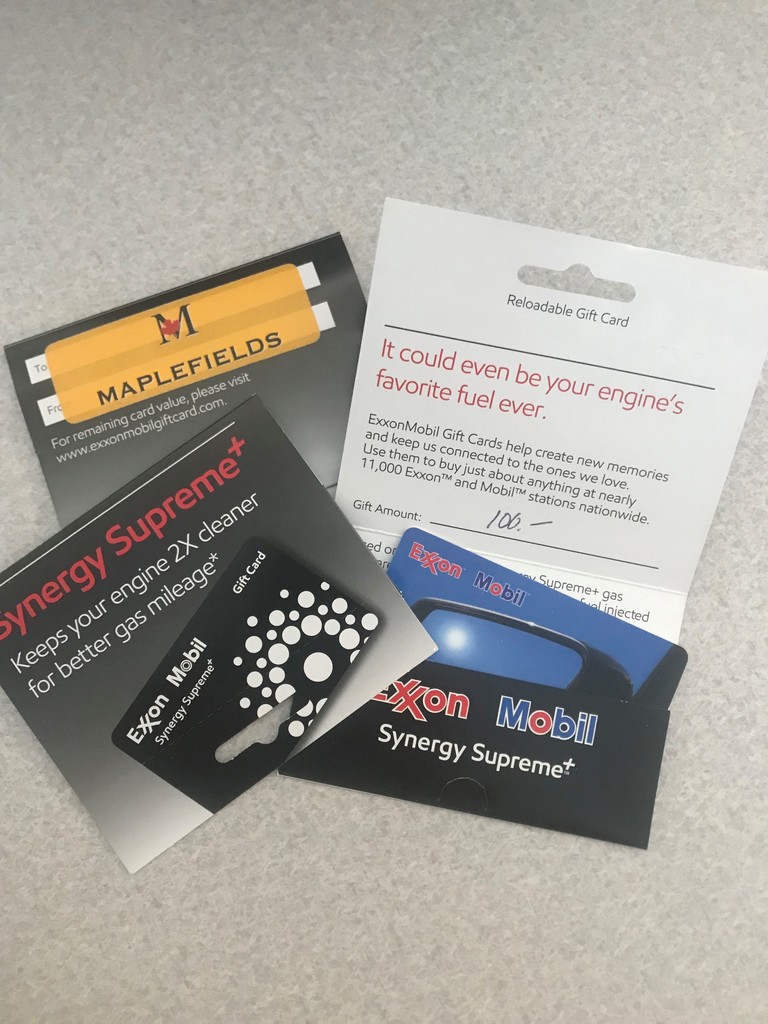 To
Fro
M
MAPLEFIELDS
For remaining card value, please visit
www.exxonmobilgiftcard.com.
Synergy Supreme+
Keeps your engine 2X cleaner
for better gas mileage*
Gift Card
Exxon Mobil
Synergy Supreme+
Reloadable Gift Card
It could even be your engine's
favorite fuel ever.
ExxonMobil Gift Cards help create new memories
and keep us connected to the ones we love.
Use them to buy just about anything at nearly
11,000 Exxon™ and Mobil™ stations nationwide.
Gift Amount: 100.-
Supreme+ gas
fuel injected
Exxon Mobil
Exxon Mobil
Synergy Supreme+™